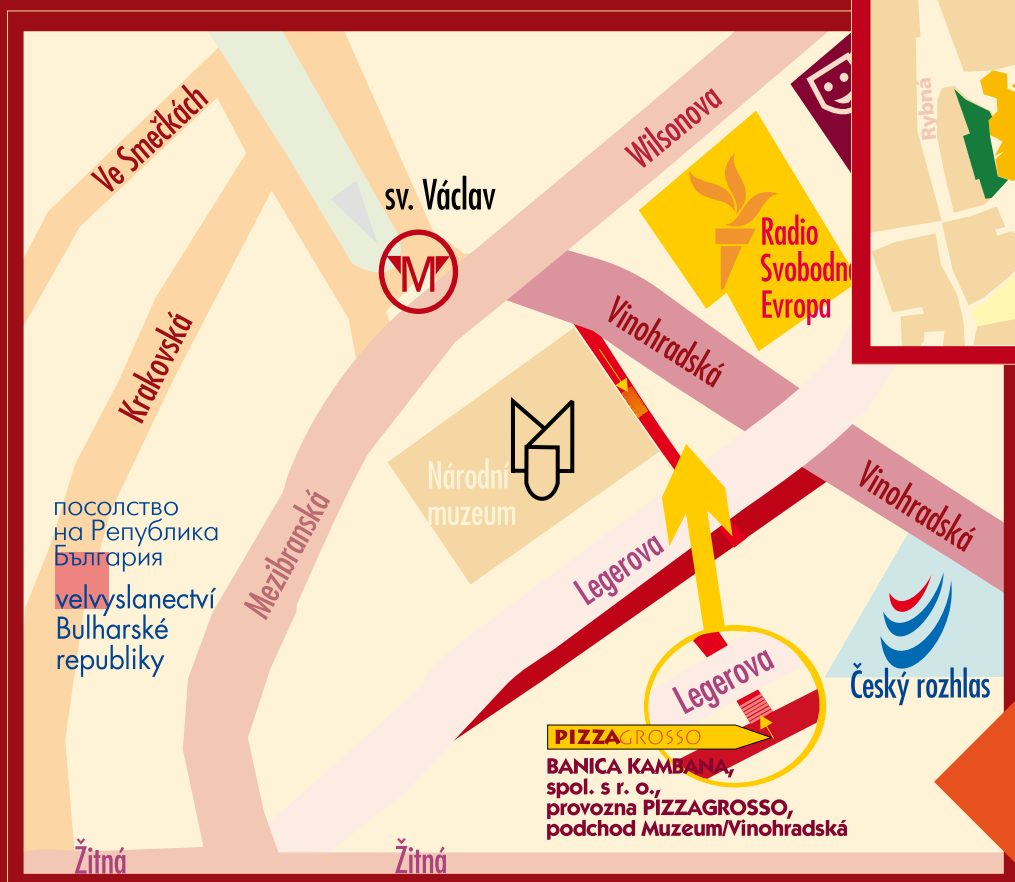 Ve Smečkách
Wilsonova
Rybná
sv. Václav
M
Radio
Svobodn
Evropa
Vinohradská
Krakovská
Národní
muzeum
Mezibranská
Vinohradská
посолство
на Република
България
velvyslanectví
Bulharské
republiky
Legerova
Český rozhlas
Legerova
PIZZAGROSSO
BANICA KAMBANA,
spol. s r. o.,
provozna PIZZAGROSSO,
podchod Muzeum/Vinohradská
Žitná
Žitná